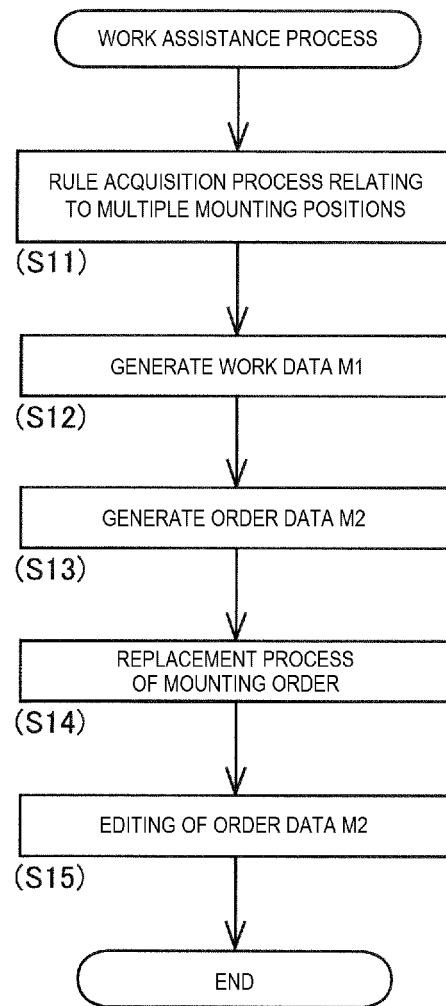 WORK ASSISTANCE PROCESS
RULE ACQUISITION PROCESS RELATING
TO MULTIPLE MOUNTING POSITIONS
(S11)
GENERATE WORK DATA M1
(S12)
GENERATE ORDER DATA M2
(S13)
REPLACEMENT PROCESS
OF MOUNTING ORDER
(S14)
EDITING OF ORDER DATA M2
(S15)
END